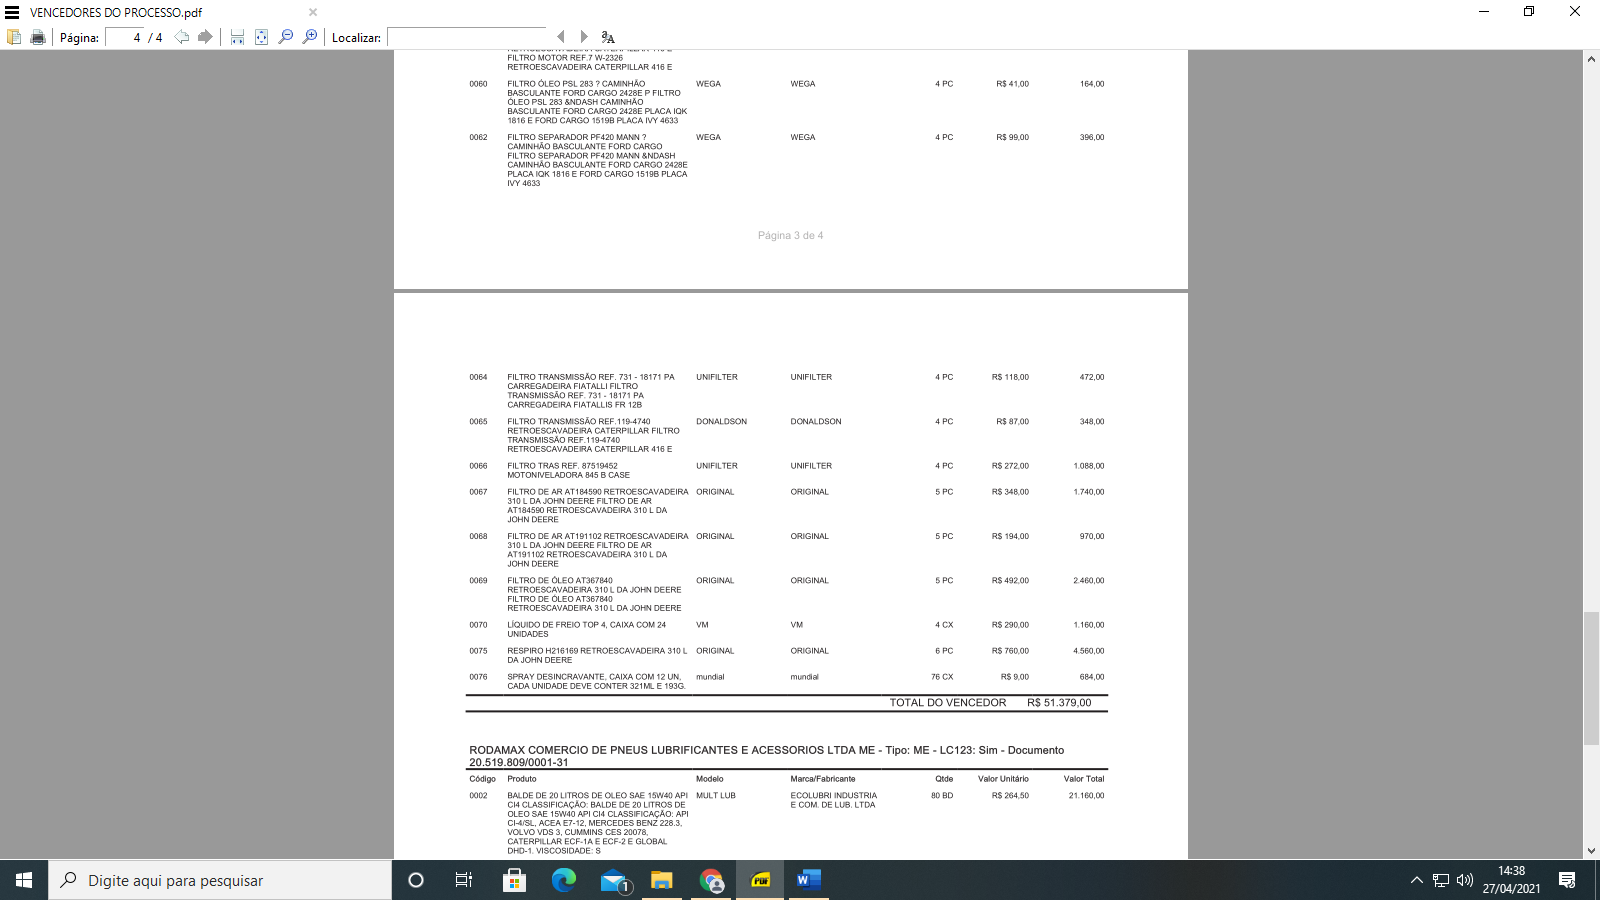 VENCEDORES DO PROCESSO.pdf
Página: 4 / 4 Localizar:
FILTRO MOTOR REF.7 W-2326
RETROESCAVADEIRA CATERPILLAR 416 E
0060 FILTRO ÓLEO PSL 283 ? CAMINHÃO WEGA WEGA 4 PC R$ 41,00 164,00
BASCULANTE FORD CARGO 2428E P FILTRO
ÓLEO PSL 283 &NDASH CAMINHÃO
BASCULANTE FORD CARGO 2428E PLACA IQK
1816 E FORD CARGO 1519B PLACA IVY 4633
0062 FILTRO SEPARADOR PF420 MANN ? WEGA WEGA 4 PC R$ 99,00 396,00
CAMINHÃO BASCULANTE FORD CARGO
FILTRO SEPARADOR PF420 MANN &NDASH
CAMINHÃO BASCULANTE FORD CARGO 2428E
PLACA IQK 1816 E FORD CARGO 1519B PLACA
IVY 4633
Página 3 de 4
0064 FILTRO TRANSMISSÃO REF. 731 - 18171 PA UNIFILTER UNIFILTER 4 PC R$ 118,00 472,00
CARREGADEIRA FIATALLI FILTRO
TRANSMISSÃO REF. 731 - 18171 PA
CARREGADEIRA FIATALLIS FR 12B
0065 FILTRO TRANSMISSÃO REF.119-4740 DONALDSON DONALDSON 4 PC R$ 87,00 348,00
RETROESCAVADEIRA CATERPILLAR FILTRO
TRANSMISSÃO REF.119-4740
RETROESCAVADEIRA CATERPILLAR 416 E
0066 FILTRO TRAS REF. 87519452 UNIFILTER UNIFILTER 4 PC R$ 272,00 1.088,00
MOTONIVELADORA 845 B CASE
0067 FILTRO DE AR AT184590 RETROESCAVADEIRA ORIGINAL ORIGINAL 5 PC R$ 348,00 1.740,00
310 L DA JOHN DEERE FILTRO DE AR
AT184590 RETROESCAVADEIRA 310 L DA
JOHN DEERE
0068 FILTRO DE AR AT191102 RETROESCAVADEIRA ORIGINAL ORIGINAL 5 PC R$ 194,00 970,00
310 L DA JOHN DEERE FILTRO DE AR
AT191102 RETROESCAVADEIRA 310 L DA
JOHN DEERE
0069 FILTRO DE ÓLEO AT367840 ORIGINAL ORIGINAL 5 PC R$ 492,00 2.460,00
RETROESCAVADEIRA 310 L DA JOHN DEERE
FILTRO DE ÓLEO AT367840
RETROESCAVADEIRA 310 L DA JOHN DEERE
0070 LÍQUIDO DE FREIO TOP 4, CAIXA COM 24 VM VM 4 CX R$ 290,00 1.160,00
UNIDADES
0075 RESPIRO H216169 RETROESCAVADEIRA 310 L ORIGINAL ORIGINAL 6 PC R$ 760,00 4.560,00
DA JOHN DEERE
0076 SPRAY DESINCRAVANTE, CAIXA COM 12 UN, mundial mundial 76 CX R$ 9,00 684,00
CADA UNIDADE DEVE CONTER 321ML E 193G.
TOTAL DO VENCEDOR R$ 51.379,00
RODAMAX COMERCIO DE PNEUS LUBRIFICANTES E ACESSORIOS LTDA ME - Tipo: ME - LC123: Sim - Documento
20.519.809/0001-31
Código Produto Modelo Marca/Fabricante Qtde Valor Unitário Valor Total
0002 BALDE DE 20 LITROS DE OLEO SAE 15W40 API MULT LUB ECOLUBRI INDUSTRIA 80 BD R$ 264,50 21.160,00
CI4 CLASSIFICAÇÃO: BALDE DE 20 LITROS DE E COM. DE LUB. LTDA
OLEO SAE 15W40 API CI4 CLASSIFICAÇÃO: API
CI-4/SL, ACEA E7-12, MERCEDES BENZ 228.3,
VOLVO VDS 3, CUMMINS CES 20078,
CATERPILLAR ECF-1A E ECF-2 E GLOBAL
DHD-1. VISCOSIDADE: S
Digite aqui para pesquisar
1
PDF
14:38
27/04/2021